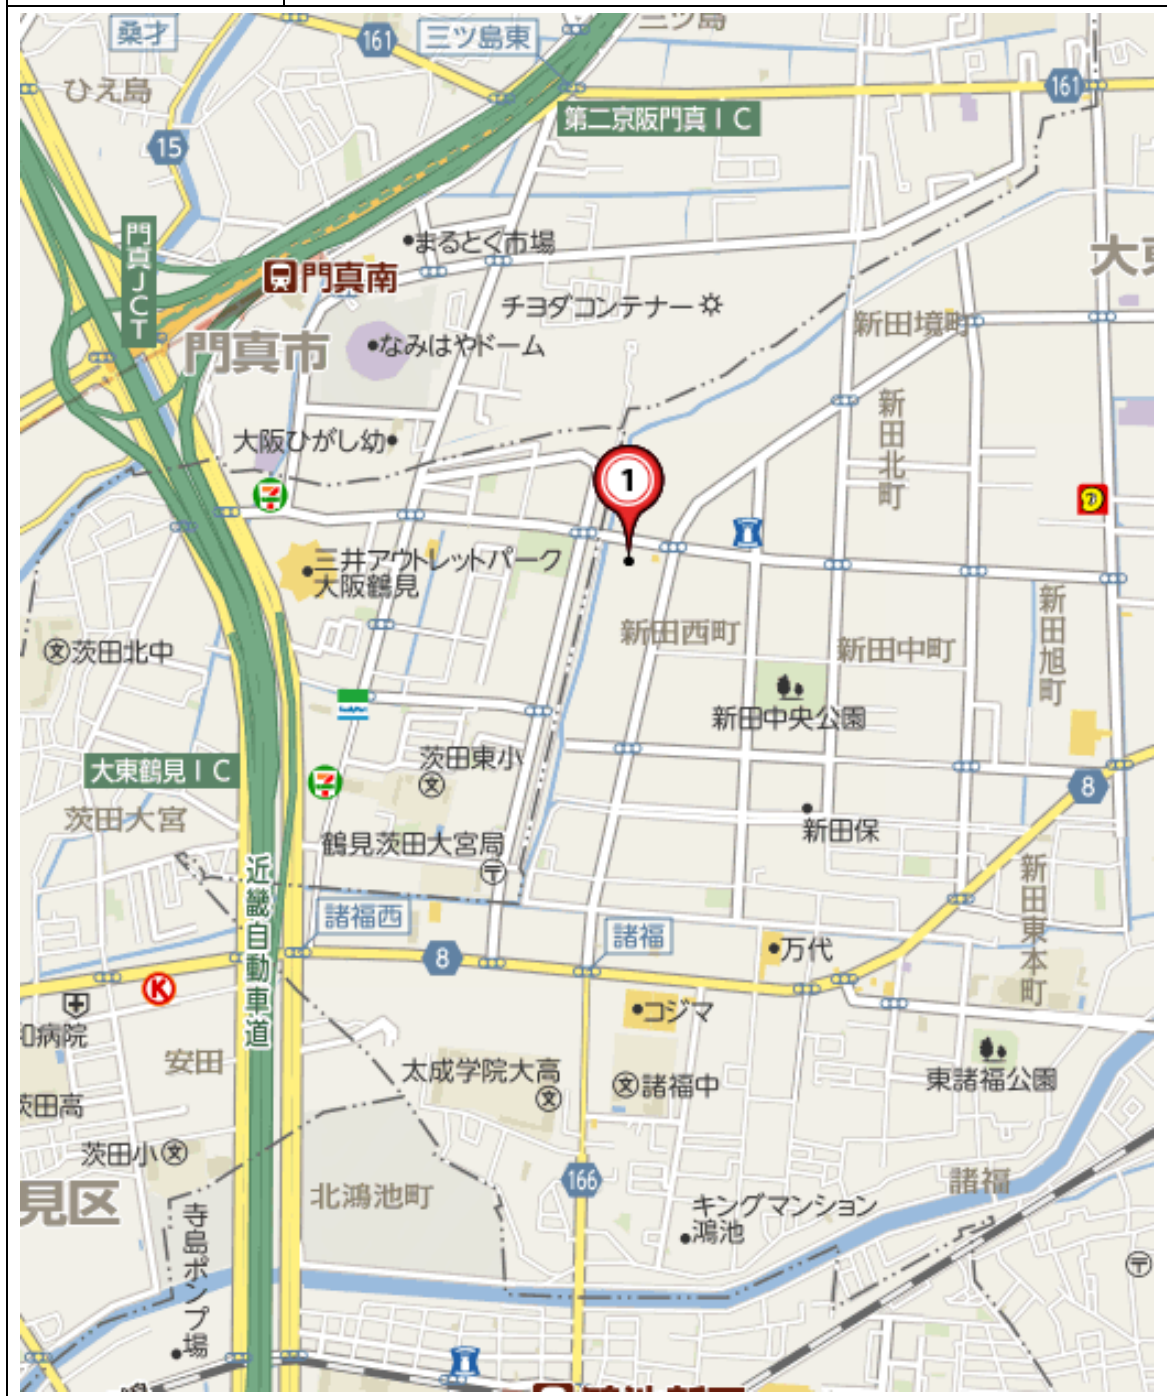 桑才
161
三ツ島東
三ツ島
ひえ島
161
第二京阪門真IC
15
門真JCT
まるとく市場
大東
門真南
チヨダコンテナー
新田境町
門真市
なみはやドーム
新田北町
大阪ひがし幼
1
三井アウトレットパーク
大阪鶴見
新田旭町
新田西町
新田中町
茨田北中
新田中央公園
FamilyMart
茨田東小
大東鶴見IC
7
8
茨田大宮
新田保
鶴見茨田大宮局
近畿自動車道
新田東本町
諸福西
諸福
万代
8
K
コジマ
和病院
安田
太成学院大高
諸福中
東諸福公園
茨田高
茨田小
166
諸福
見区
北鴻池町
キングマンション
鴻池
寺島ポンプ場